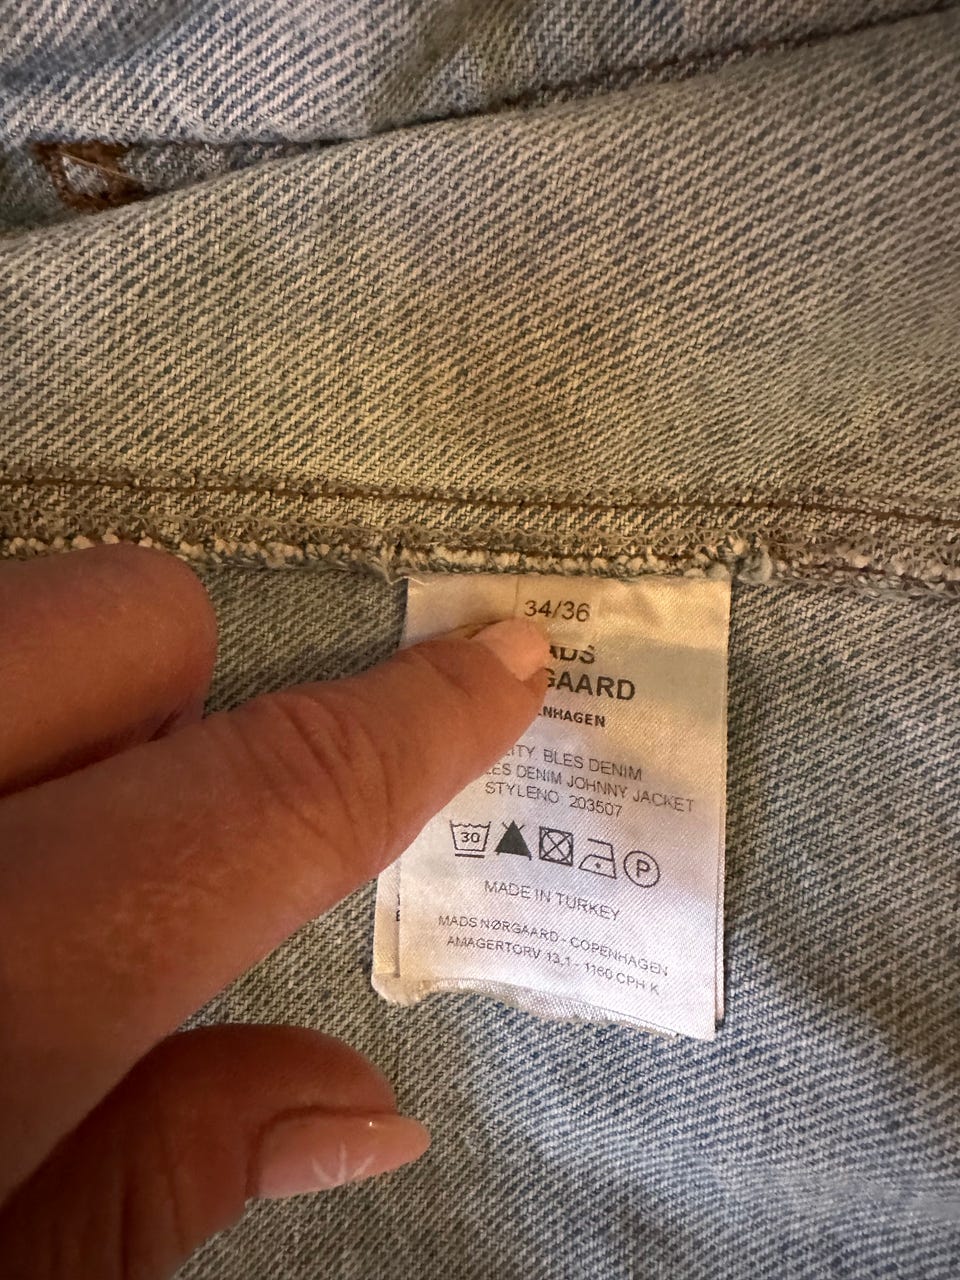 34/36
ADS
GAARD
NHAGEN
ITY. BLES DENIM
ES DENIM JOHNNY JACKET
STYLENO. 203507
30
P
MADE IN TURKEY
MADS NØRGAARD - COPENHAGEN
AMAGERTORV 13,1 - 1160 CPH K